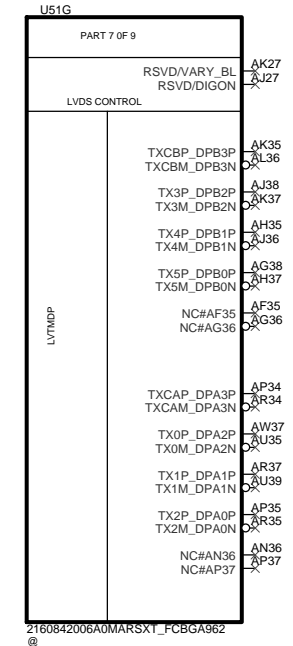 U51G
PART 7 0F 9
RSVD/VARY_BL AK27
RSVD/DIGON AJ27
LVDS CONTROL
TXCBP_DPB3P AK35
TXCBM_DPB3N AL36
TX3P_DPB2P AJ38
TX3M_DPB2N AK37
TX4P_DPB1P AH35
TX4M_DPB1N AJ36
TX5P_DPB0P AG38
TX5M_DPB0N AH37
NC#AF35 AF35
NC#AG36 AG36
LVTMDP
TXCAP_DPA3P AP34
TXCAM_DPA3N AR34
TX0P_DPA2P AW37
TX0M_DPA2N AU35
TX1P_DPA1P AR37
TX1M_DPA1N AU39
TX2P_DPA0P AP35
TX2M_DPA0N AR35
NC#AN36 AN36
NC#AP37 AP37
2160842006A0MARSXT_FCBGA962
@